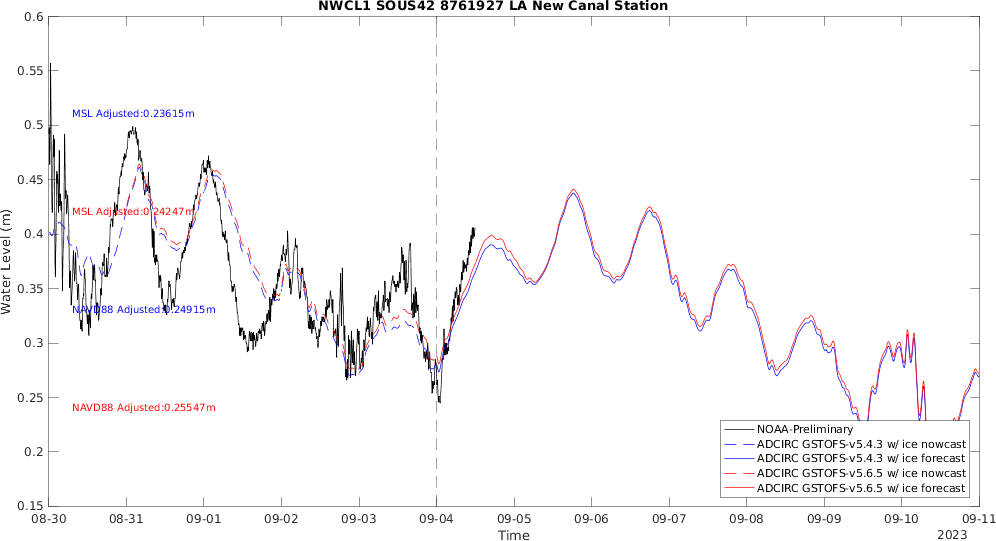 NWCL1 SOUS42 8761927 LA New Canal Station
0.6
0.55
0.5
0.45
0.4
0.35
0.3
0.25
0.2
0.15
Water Level (m)
MSL Adjusted:0.23615m
MSL Adjusted:0.24247m
NAVD88 Adjusted:0.24915m
NAVD88 Adjusted:0.25547m
NOAA-Preliminary
ADCIRC GSTOFS-v5.4.3 w/ ice nowcast
ADCIRC GSTOFS-v5.4.3 w/ ice forecast
ADCIRC GSTOFS-v5.6.5 w/ ice nowcast
ADCIRC GSTOFS-v5.6.5 w/ ice forecast
08-30 08-31 09-01 09-02 09-03 09-04 09-05 09-06 09-07 09-08 09-09 09-10 09-11
Time
2023